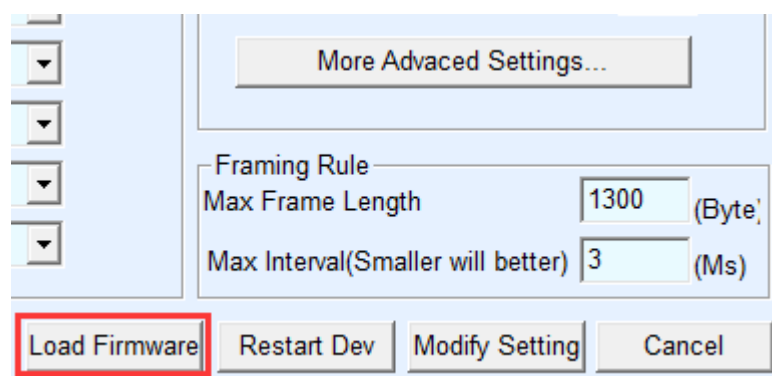 More Advaced Settings...
Framing Rule
Max Frame Length 1300 (Byte)
Max Interval(Smaller will better) 3 (Ms)
Load Firmware Restart Dev Modify Setting Cancel